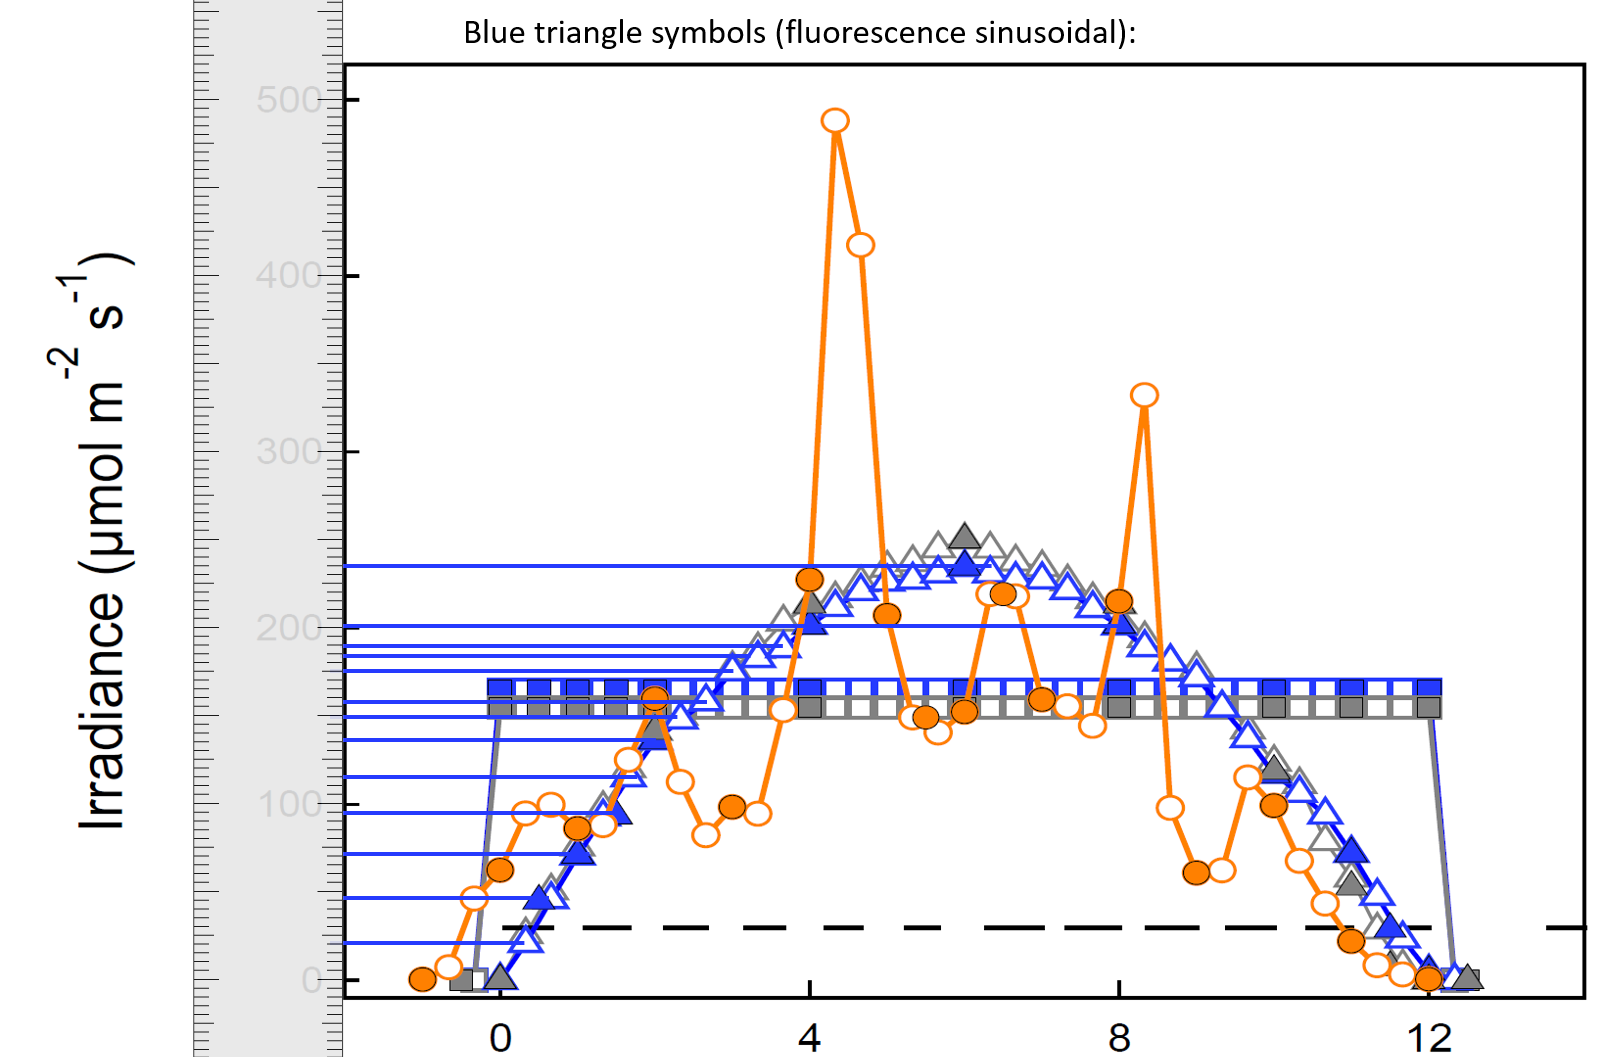 Blue triangle symbols (fluorescence sinusoidal):
Irradiance (μmol m-2 s-1)
500
400
300
200
100
0
0 4 8 12